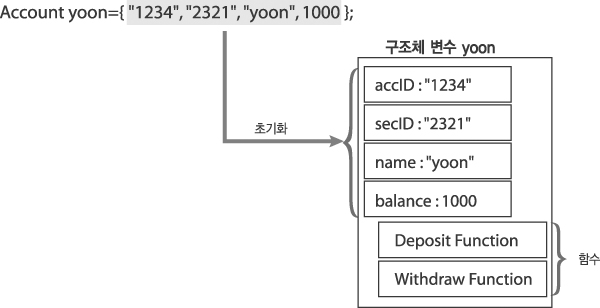 Account yoon={ "1234", "2321", "yoon", 1000 };
구조체 변수 yoon
accID : "1234"
초기화
secID : "2321"
name : "yoon"
balance : 1000
Deposit Function
함수
Withdraw Function